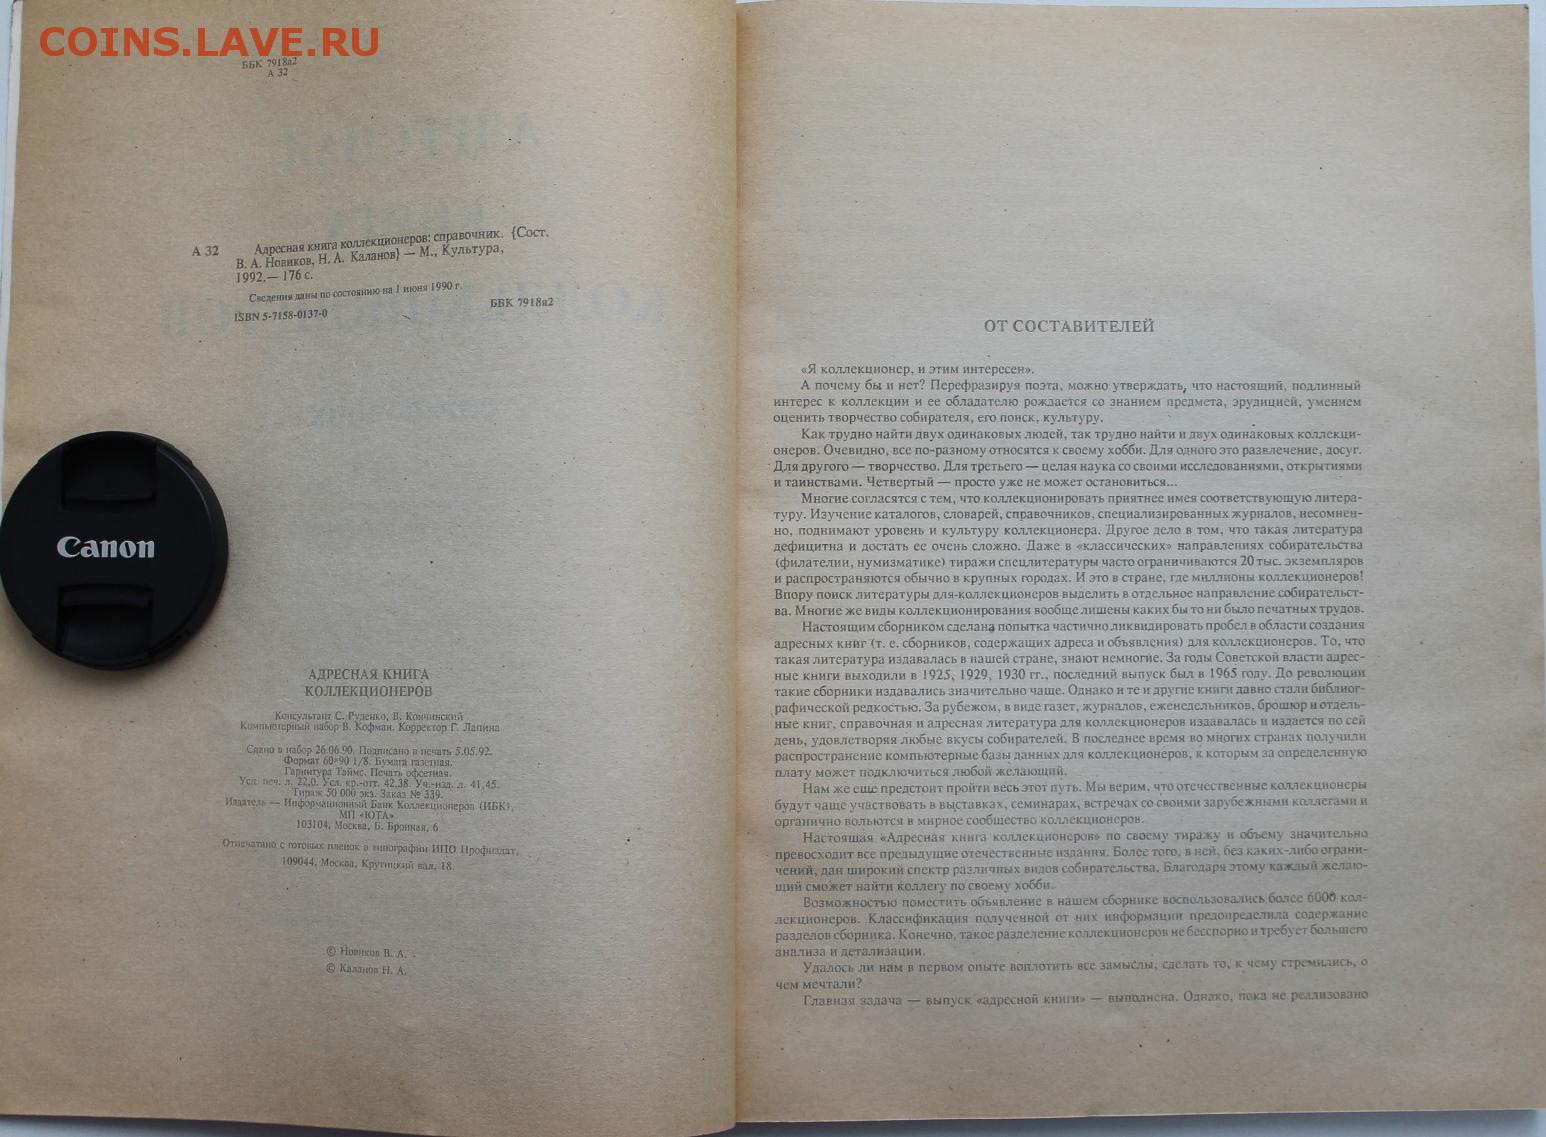 COINS.LAVE.RU
ББК 7918я2
А 32
А 32 Адресная книга коллекционеров: справочник. {Сост.
В. А. Новиков, Н. А. Каланов} — М., Культура,
1992.— 176 с.
Сведения даны по состоянию на 1 июня 1990 г.
ISBN 5-7158-0137-0
ББК 7918я2
Canon
АДРЕСНАЯ КНИГА
КОЛЛЕКЦИОНЕРОВ
Консультант С. Руденко, В. Кончинский
Компьютерный набор В. Кофман. Корректор Г. Лапина
Сдано в набор 26.06.90. Подписано в печать 5.05.92.
Формат 60×90 1/8. Бумага газетная.
Гарнитура Таймс. Печать офсетная.
Усл. печ. л. 22,0. Усл. кр.-отт. 42,38. Уч.-изд. л. 41,45.
Тираж 50 000 экз. Заказ № 339.
Издатель — Информационный Банк Коллекционеров (ИБК),
МП «ЮТА»
103104, Москва, Б. Бронная, 6
Отпечатано с готовых пленок в типографии ИПО Профиздат,
109044, Москва, Крутицкий вал, 18.
© Новиков В. А.
© Каланов Н. А.
ОТ СОСТАВИТЕЛЕЙ
«Я коллекционер, и этим интересен».
А почему бы и нет? Перефразируя поэта, можно утверждать, что настоящий, подлинный
интерес к коллекции и ее обладателю рождается со знанием предмета, эрудицией, умением
оценить творчество собирателя, его поиск, культуру.
Как трудно найти двух одинаковых людей, так трудно найти и двух одинаковых коллекци-
онеров. Очевидно, все по-разному относятся к своему хобби. Для одного это развлечение, досуг.
Для другого — творчество. Для третьего — целая наука со своими исследованиями, открытиями
и таинствами. Четвертый — просто уже не может остановиться...
Многие согласятся с тем, что коллекционировать приятнее имея соответствующую литера-
туру. Изучение каталогов, словарей, справочников, специализированных журналов, несомнен-
но, поднимают уровень и культуру коллекционера. Другое дело в том, что такая литература
дефицитна и достать ее очень сложно. Даже в «классических» направлениях собирательства
(филателии, нумизматике) тиражи спецлитературы часто ограничиваются 20 тыс. экземпляров
и распространяются обычно в крупных городах. И это в стране, где миллионы коллекционеров!
Впору поиск литературы для-коллекционеров выделить в отдельное направление собирательст-
ва. Многие же виды коллекционирования вообще лишены каких бы то ни было печатных трудов.
Настоящим сборником сделана попытка частично ликвидировать пробел в области создания
адресных книг (т. е. сборников, содержащих адреса и объявления) для коллекционеров. То, что
такая литература издавалась в нашей стране, знают немногие. За годы Советской власти адрес-
ные книги выходили в 1925, 1929, 1930 гг., последний выпуск был в 1965 году. До революции
такие сборники издавались значительно чаще. Однако и те и другие книги давно стали библиог-
рафической редкостью. За рубежом, в виде газет, журналов, еженедельников, брошюр и отдель-
ные книг, справочная и адресная литература для коллекционеров издавалась и издается по сей
день, удовлетворяя любые вкусы собирателей. В последнее время во многих странах получили
распространение компьютерные базы данных для коллекционеров, к которым за определенную
плату может подключиться любой желающий.
Нам же еще предстоит пройти весь этот путь. Мы верим, что отечественные коллекционеры
будут чаще участвовать в выставках, семинарах, встречах со своими зарубежными коллегами и
органично вольются в мирное сообщество коллекционеров.
Настоящая «Адресная книга коллекционеров» по своему тиражу и объему значительно
превосходит все предыдущие отечественные издания. Более того, в ней, без каких-либо ограни-
чений, дан широкий спектр различных видов собирательства. Благодаря этому каждый желаю-
щий сможет найти коллегу по своему хобби.
Возможностью поместить объявление в нашем сборнике воспользовались более 6000 кол-
лекционеров. Классификация полученной от них информации предопределила содержание
разделов сборника. Конечно, такое разделение коллекционеров не бесспорно и требует большего
анализа и детализации.
Удалось ли нам в первом опыте воплотить все замыслы, сделать то, к чему стремились, о
чем мечтали?
Главная задача — выпуск «адресной книги» — выполнена. Однако, пока не реализовано